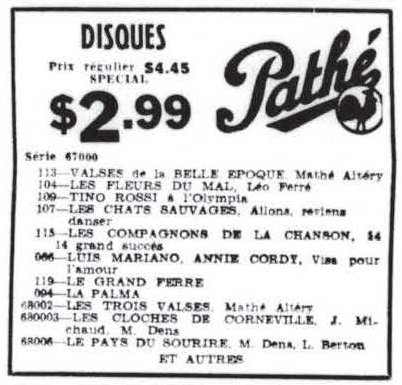 DISQUES
Prix régulier $4.45
SPECIAL
$2.99
Pathé
Série 67000
113—VALSES de la BELLE EPOQUE, Mathé Altéry
104—LES FLEURS DU MAL, Léo Ferré
109—TINO ROSSI à l'Olympia
107—LES CHATS SAUVAGES, Allons, reviens
danser
115—LES COMPAGNONS DE LA CHANSON,
14 grand succés
066—LUIS MARIANO, ANNIE CORDY, Visa pour
l'amour
119—LE GRAND FERRE
094—LA PALMA
68002—LES TROIS VALSES, Mathé Altéry
680003—LES CLOCHES DE CORNEVILLE, J. Mi-
chaud, M. Dens
68006—LE PAYS DU SOURIRE, M. Dens, L. Berton
ET AUTRES